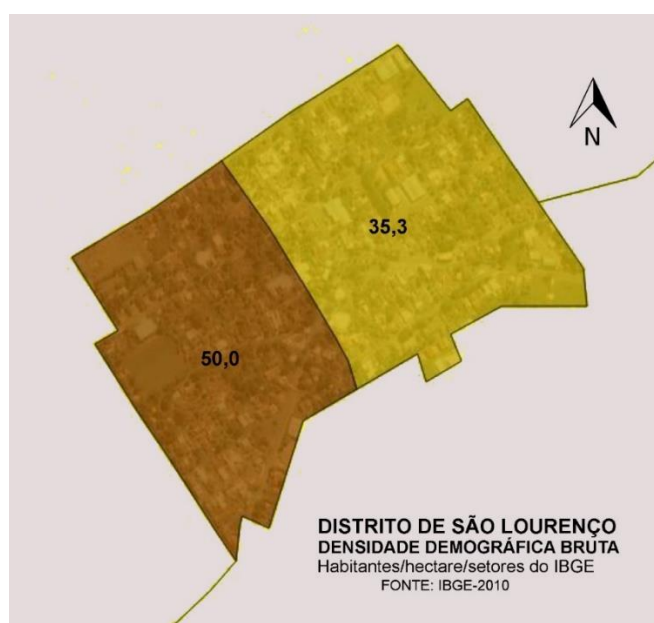 N
35,3
50,0
DISTRITO DE SÃO LOURENÇO
DENSIDADE DEMOGRÁFICA BRUTA
Habitantes/hectare/setores do IBGE
FONTE: IBGE-2010